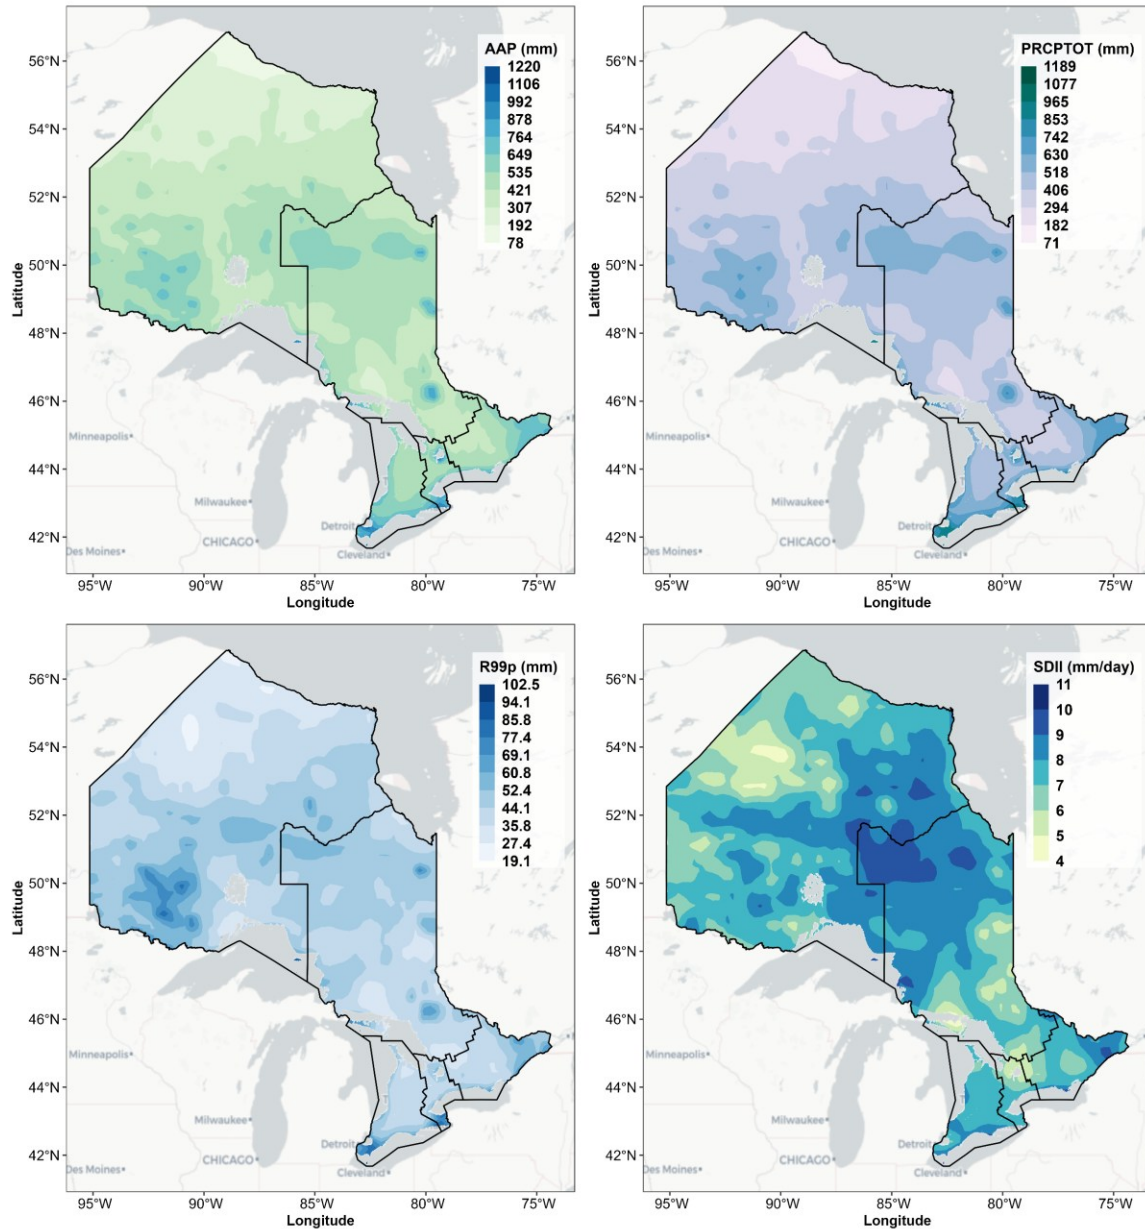 AAP (mm)
1220
1106
992
878
764
649
535
421
307
192
78
56°N
54°N
52°N
50°N
48°N
46°N
44°N
42°N
Latitude
Minneapolis
Milwaukee
Detroit
Des Moines
CHICAGO
Cleveland
95°W
90°W
85°W
80°W
75°W
Longitude
PRCPTOT (mm)
1189
1077
965
853
742
630
518
406
294
182
71
56°N
54°N
52°N
50°N
48°N
46°N
44°N
42°N
Latitude
Minneapolis
Milwaukee
Detroit
Des Moines
CHICAGO
Cleveland
95°W
90°W
85°W
80°W
75°W
Longitude
R99p (mm)
102.5
94.1
85.8
77.4
69.1
60.8
52.4
44.1
35.8
27.4
19.1
56°N
54°N
52°N
50°N
48°N
46°N
44°N
42°N
Latitude
Minneapolis
Milwaukee
Detroit
Des Moines
CHICAGO
Cleveland
95°W
90°W
85°W
80°W
75°W
Longitude
SDII (mm/day)
11
10
9
8
7
6
5
4
56°N
54°N
52°N
50°N
48°N
46°N
44°N
42°N
Latitude
Minneapolis
Milwaukee
Detroit
Des Moines
CHICAGO
Cleveland
95°W
90°W
85°W
80°W
75°W
Longitude